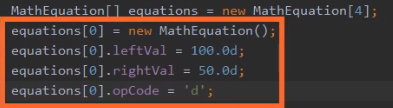 MathEquation[] equations = new MathEquation[4];
equations[0] = new MathEquation();
equations[0].leftVal = 100.0d;
equations[0].rightVal = 50.0d;
equations[0].opCode = 'd';